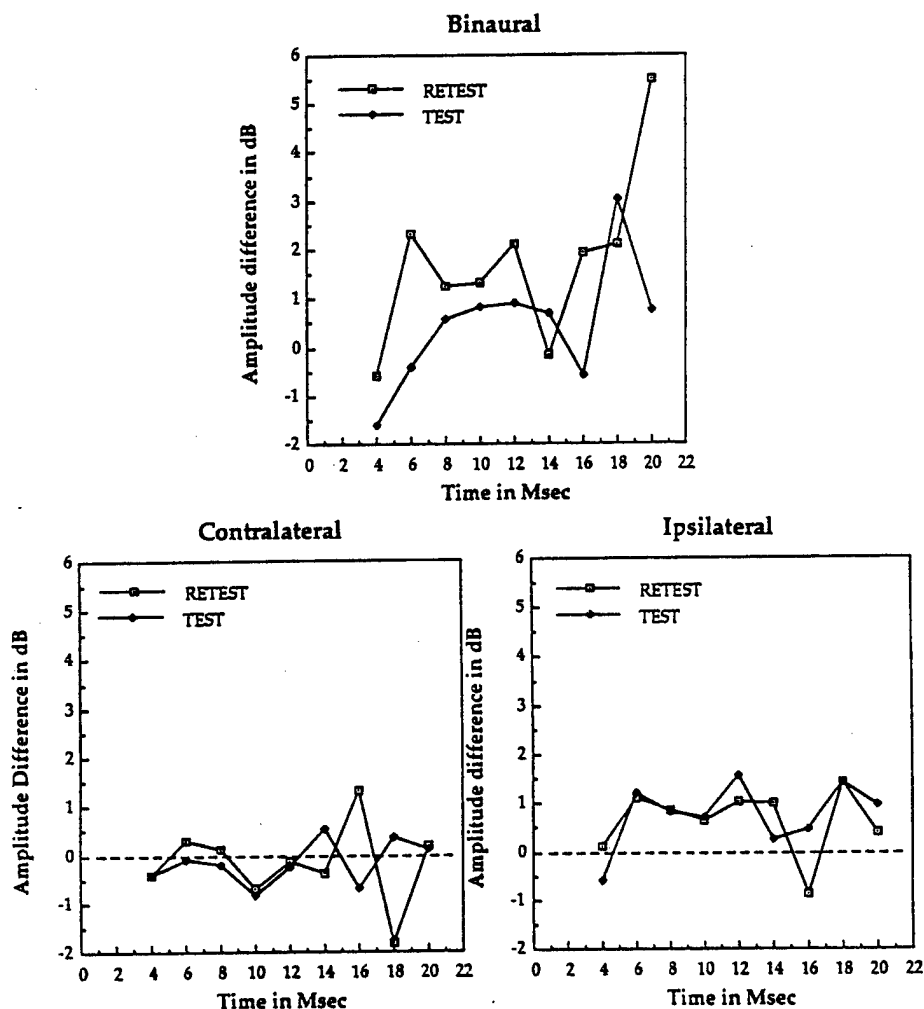 Binaural
6
5
4
3
2
1
0
-1
-2
RETEST
TEST
Amplitude difference in dB
0 2 4 6 8 10 12 14 16 18 20 22
Time in Msec
Contralateral
6
5
4
3
2
1
0
-1
-2
RETEST
TEST
Amplitude Difference in dB
0 2 4 6 8 10 12 14 16 18 20 22
Time in Msec
Ipsilateral
6
5
4
3
2
1
0
-1
-2
RETEST
TEST
Amplitude difference in dB
0 2 4 6 8 10 12 14 16 18 20 22
Time in Msec